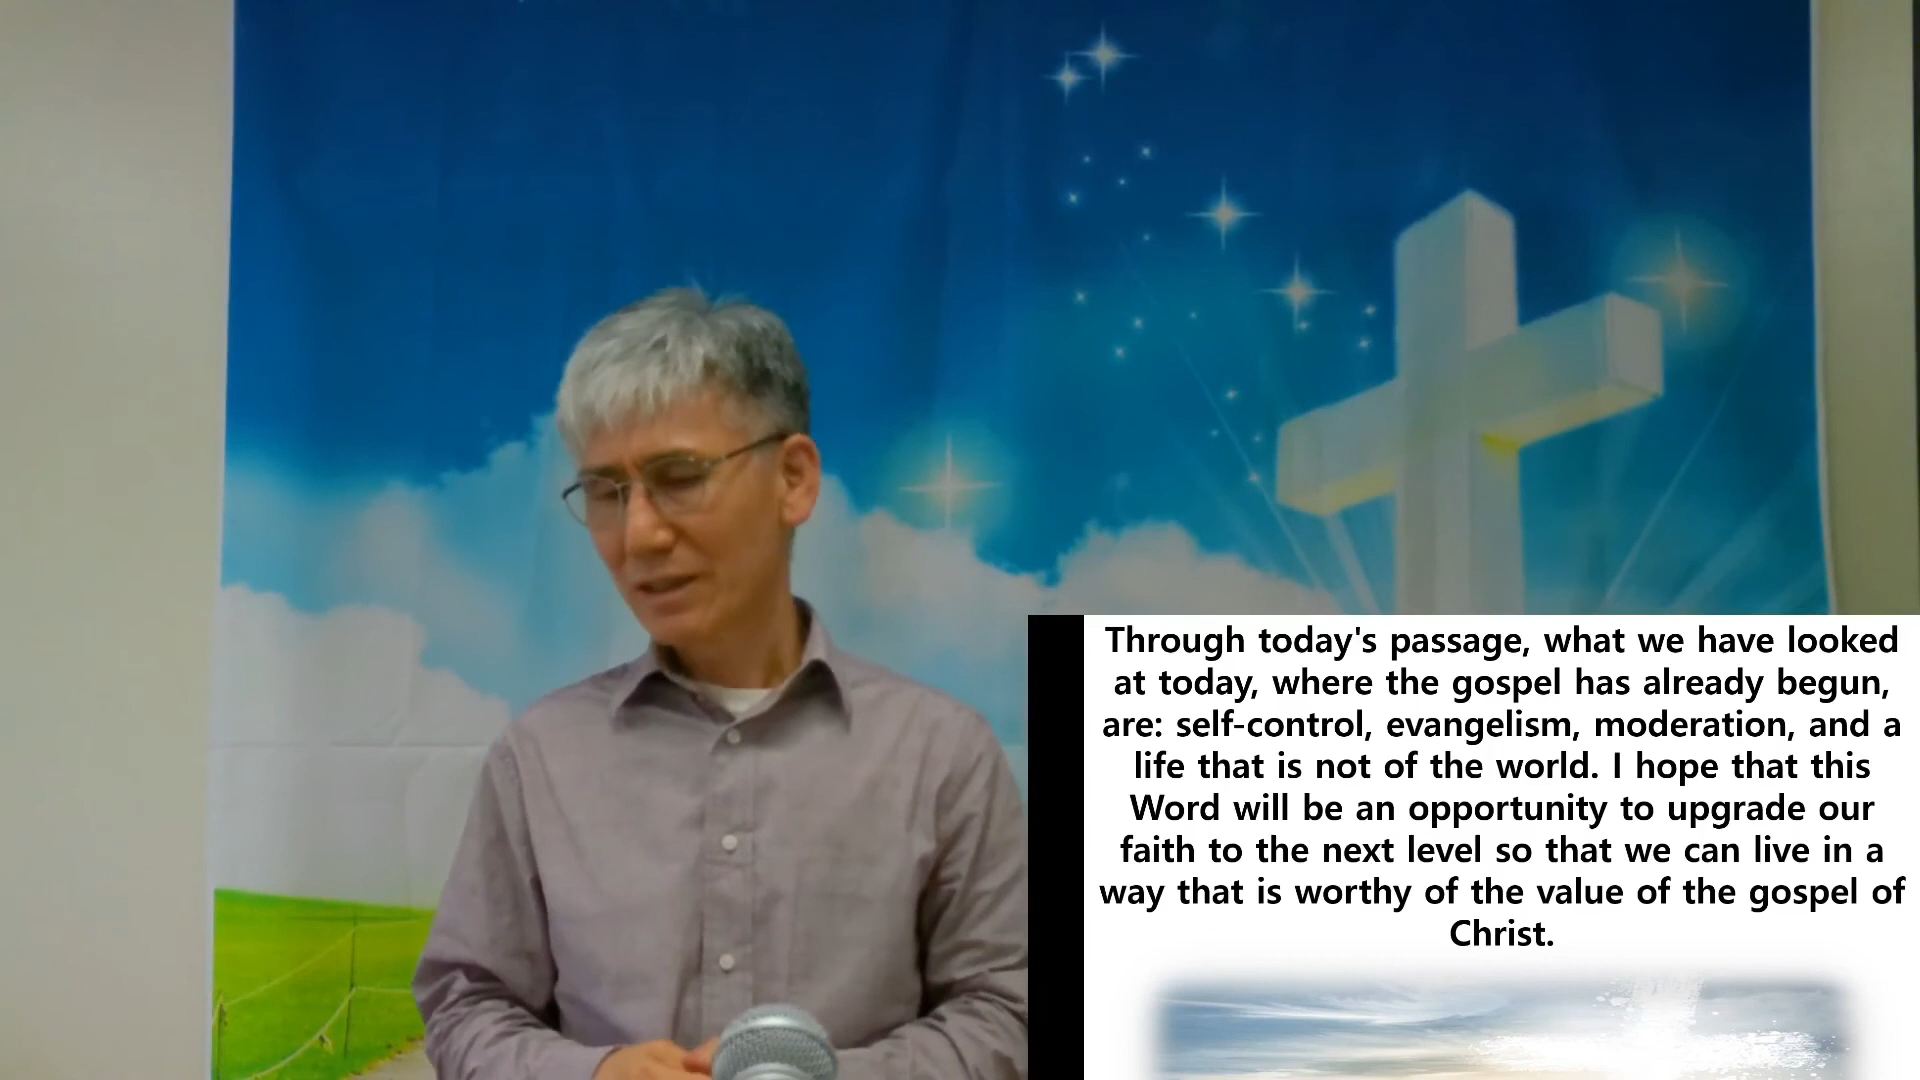 Through today's passage, what we have looked
at today, where the gospel has already begun,
are: self-control, evangelism, moderation, and a
life that is not of the world. I hope that this
Word will be an opportunity to upgrade our
faith to the next level so that we can live in a
way that is worthy of the value of the gospel of
Christ.